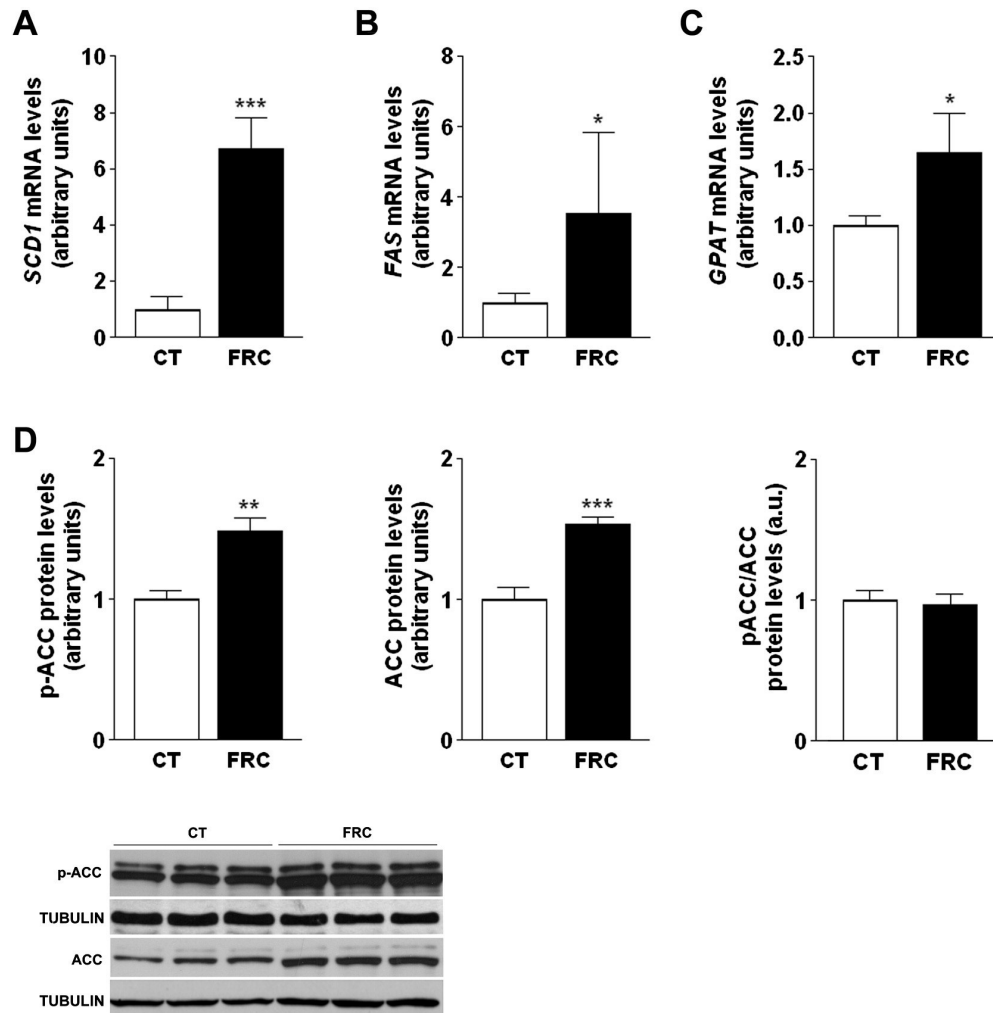 A
SCD1 mRNA levels
(arbitrary units)
10
8
6
4
2
0
***
CT FRC
B
FAS mRNA levels
(arbitrary units)
8
6
4
2
0
*
CT FRC
C
GPAT mRNA levels
(arbitrary units)
2.5
2.0
1.5
1.0
0.5
0.0
*
CT FRC
D
p-ACC protein levels
(arbitrary units)
2
1
0
**
CT FRC
ACC protein levels
(arbitrary units)
2
1
0
***
CT FRC
pACC/ACC
protein levels (a.u.)
2
1
0
CT FRC
CT FRC
p-ACC
TUBULIN
ACC
TUBULIN